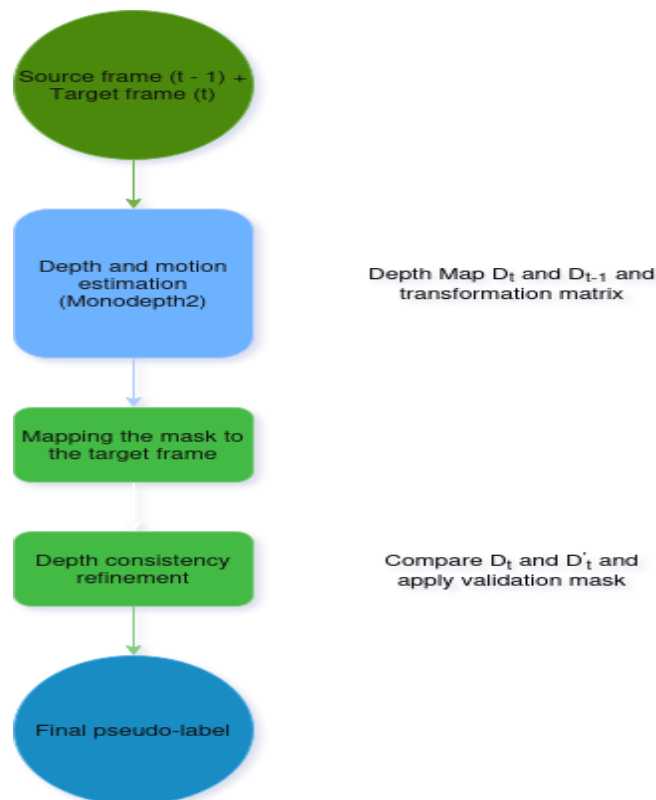 Source frame (t - 1) +
Target frame (t)
Depth and motion
estimation
(Monodepth2)
Depth Map Dₜ and Dₜ₋₁ and
transformation matrix
Mapping the mask to
the target frame
Depth consistency
refinement
Compare Dₜ and D'ₜ and
apply validation mask
Final pseudo-label